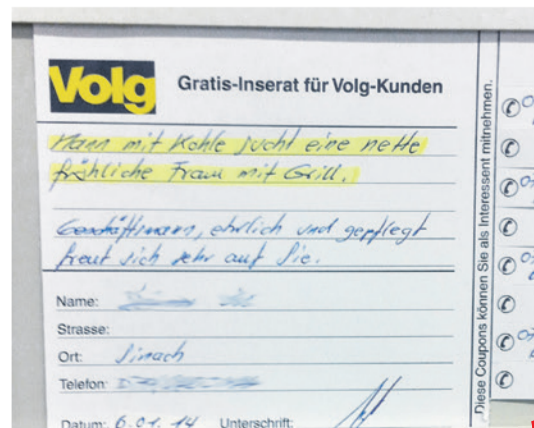 Volg
Gratis-Inserat für Volg-Kunden
Mann mit Kohle sucht eine nette
fröhliche Frau mit Grill.
Geschäftsmann, ehrlich und gepflegt
freut sich sehr auf Sie.
Name:
Strasse:
Ort: Sirnach
Telefon:
Datum: 6.01.14 Unterschrift:
Diese Coupons können Sie als Interessent mitnehmen.